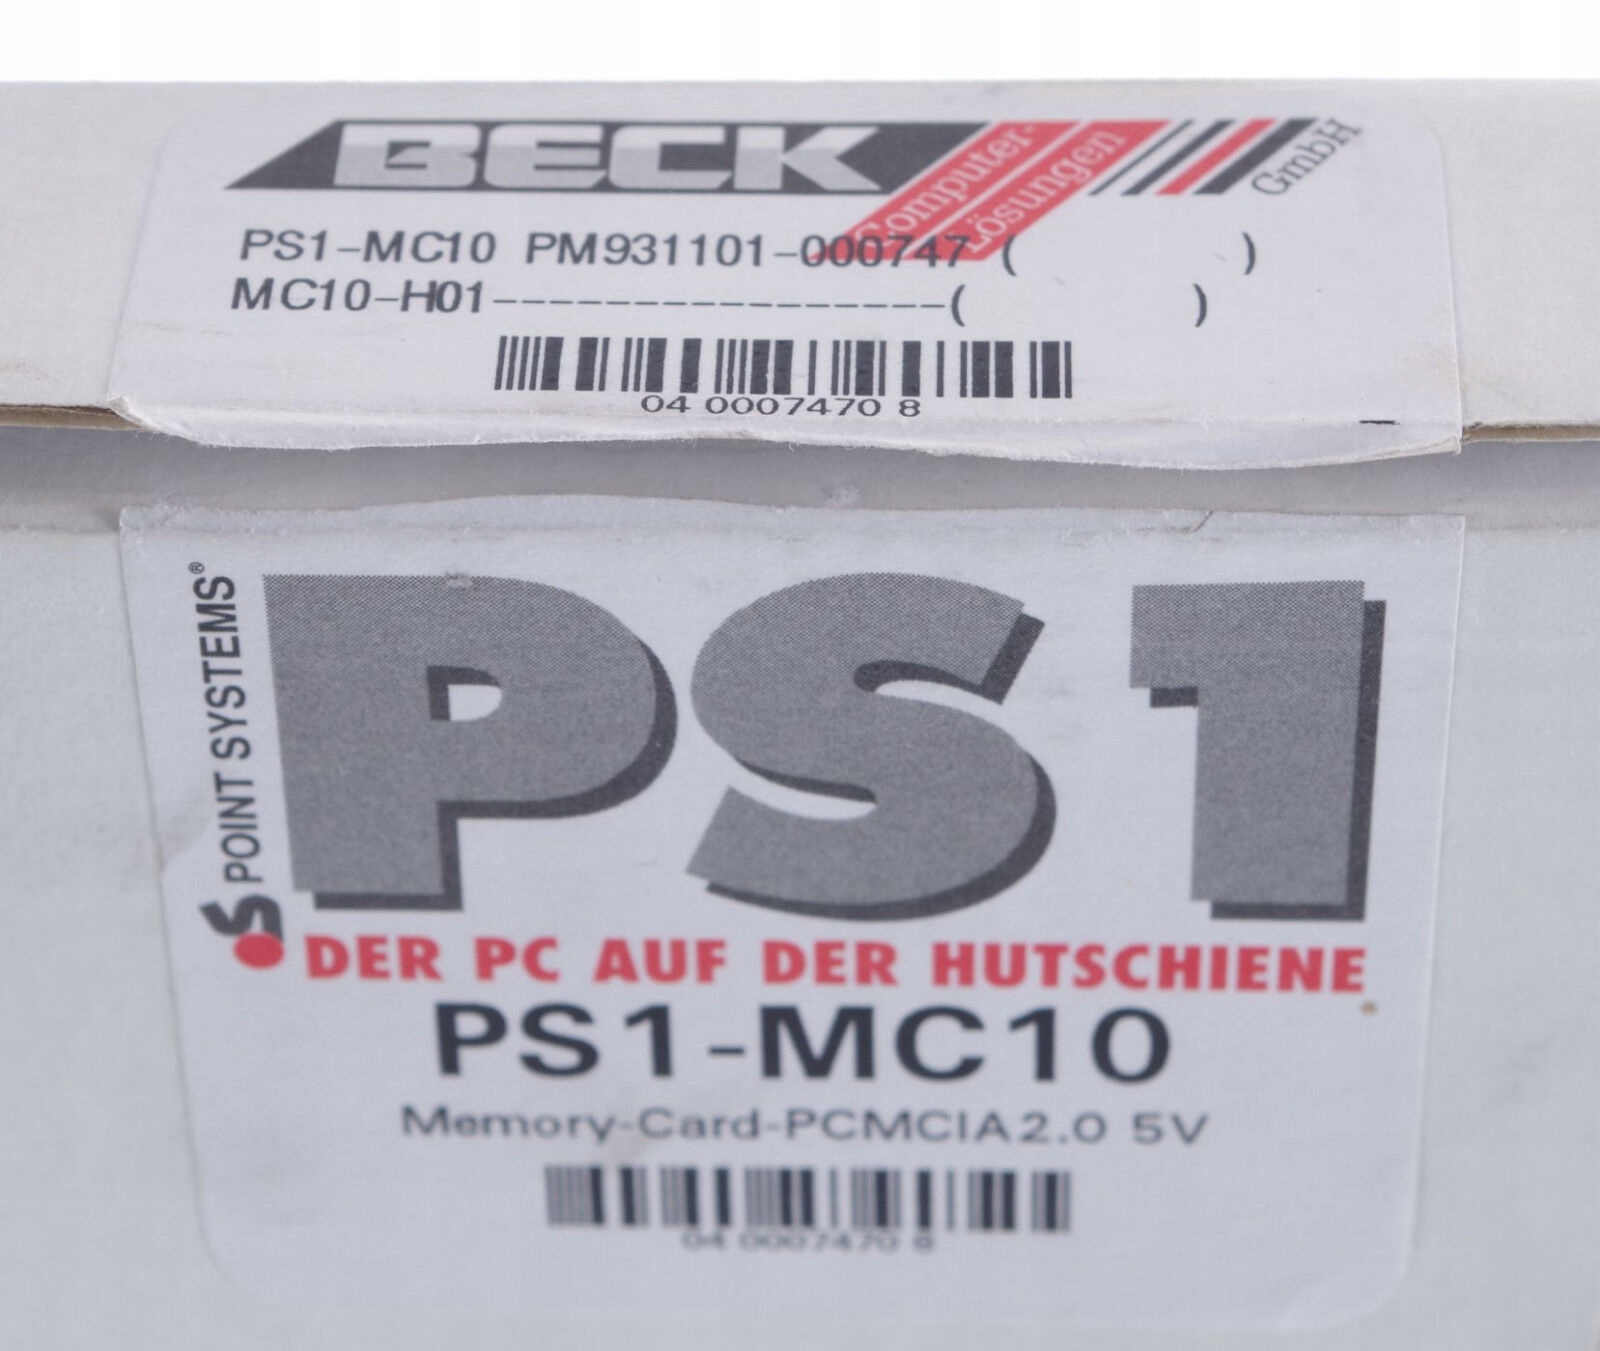 BECK
Computer-
Lösungen
GmbH
PS1-MC10 PM931101-000747 ( )
MC10-H01-----------------( )
04 0007470 8
POINT SYSTEMS®
PS1
DER PC AUF DER HUTSCHIENE
PS1-MC10
Memory-Card-PCMCIA2.0 5V
04 0007470 8